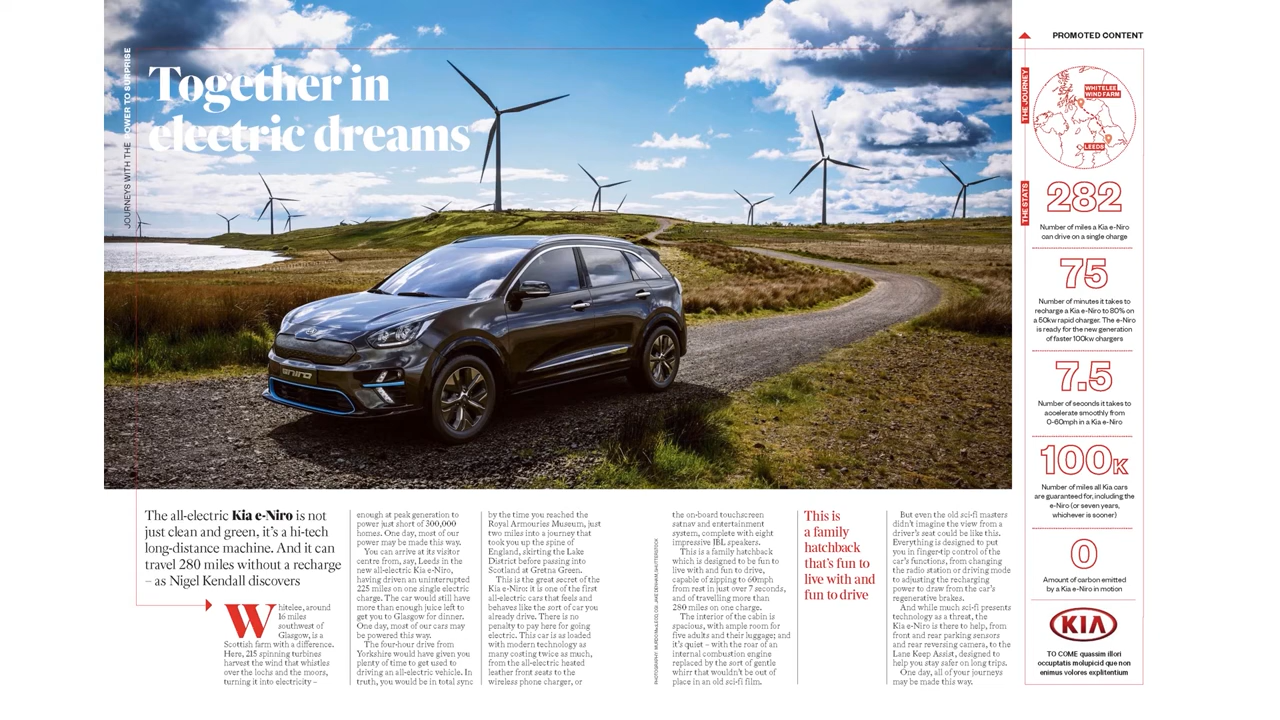 PROMOTED CONTENT
JOURNEYS WITH THE POWER TO SURPRISE
Together in
electric dreams
The all-electric Kia e-Niro is not
just clean and green, it's a hi-tech
long-distance machine. And it can
travel 280 miles without a recharge
– as Nigel Kendall discovers
Whitelee, around
16 miles
southwest of
Glasgow, is a
Scottish farm with a difference.
Here, 215 spinning turbines
harvest the wind that whistles
over the lochs and the moors,
turning it into electricity –
enough at peak generation to
power just short of 300,000
homes. One day, most of our
power may be made this way.
You can arrive at its visitor
centre from, say, Leeds in the
new all-electric Kia e-Niro,
having driven an uninterrupted
225 miles on one single electric
charge. The car would still have
more than enough juice left to
get you to Glasgow for dinner.
One day, most of our cars may
be powered this way.
The four-hour drive from
Yorkshire would have given you
plenty of time to get used to
driving an all-electric vehicle. In
truth, you would be in total sync
by the time you reached the
Royal Armouries Museum, just
two miles into a journey that
took you up the spine of
England, skirting the Lake
District before passing into
Scotland at Gretna Green.
This is the great secret of the
Kia e-Niro: it is one of the first
all-electric cars that feels and
behaves like the sort of car you
already drive. There is no
penalty to pay here for going
electric. This car is as loaded
with modern technology as
many costing twice as much,
from the all-electric heated
leather front seats to the
wireless phone charger, or
the on-board touchscreen
satnav and entertainment
system, complete with eight
impressive JBL speakers.
This is a family hatchback
which is designed to be fun to
live with and fun to drive,
capable of zipping to 60mph
from rest in just over 7 seconds,
and of travelling more than
280 miles on one charge.
The interior of the cabin is
spacious, with ample room for
five adults and their luggage; and
it's quiet – with the roar of an
internal combustion engine
replaced by the sort of gentle
whirr that wouldn't be out of
place in an old sci-fi film.
This is
a family
hatchback
that's fun to
live with and
fun to drive
But even the old sci-fi masters
didn't imagine the view from a
driver's seat could be like this.
Everything is designed to put
you in finger-tip control of the
car's functions, from changing
the radio station or driving mode
to adjusting the recharging
power to draw from the car's
regenerative brakes.
And while much sci-fi presents
technology as a threat, the
Kia e-Niro is there to help, from
front and rear parking sensors
and rear reversing camera, to the
Lane Keep Assist, designed to
help you stay safer on long trips.
One day, all of your journeys
may be made this way.
THE JOURNEY
WHITELEE
WIND FARM
LEEDS
THE STATS
282
Number of miles a Kia e-Niro
can drive on a single charge
75
Number of minutes it takes to
recharge a Kia e-Niro to 80% on
a 50kw rapid charger. The e-Niro
is ready for the new generation
of faster 100kw chargers
7.5
Number of seconds it takes to
accelerate smoothly from
0-60mph in a Kia e-Niro
100K
Number of miles all Kia cars
are guaranteed for, including the
e-Niro (or seven years,
whichever is sooner)
0
Amount of carbon emitted
by a Kia e-Niro in motion
KIA
TO COME quassim illori
occuptatis molupicid que non
enimus volores explitentium